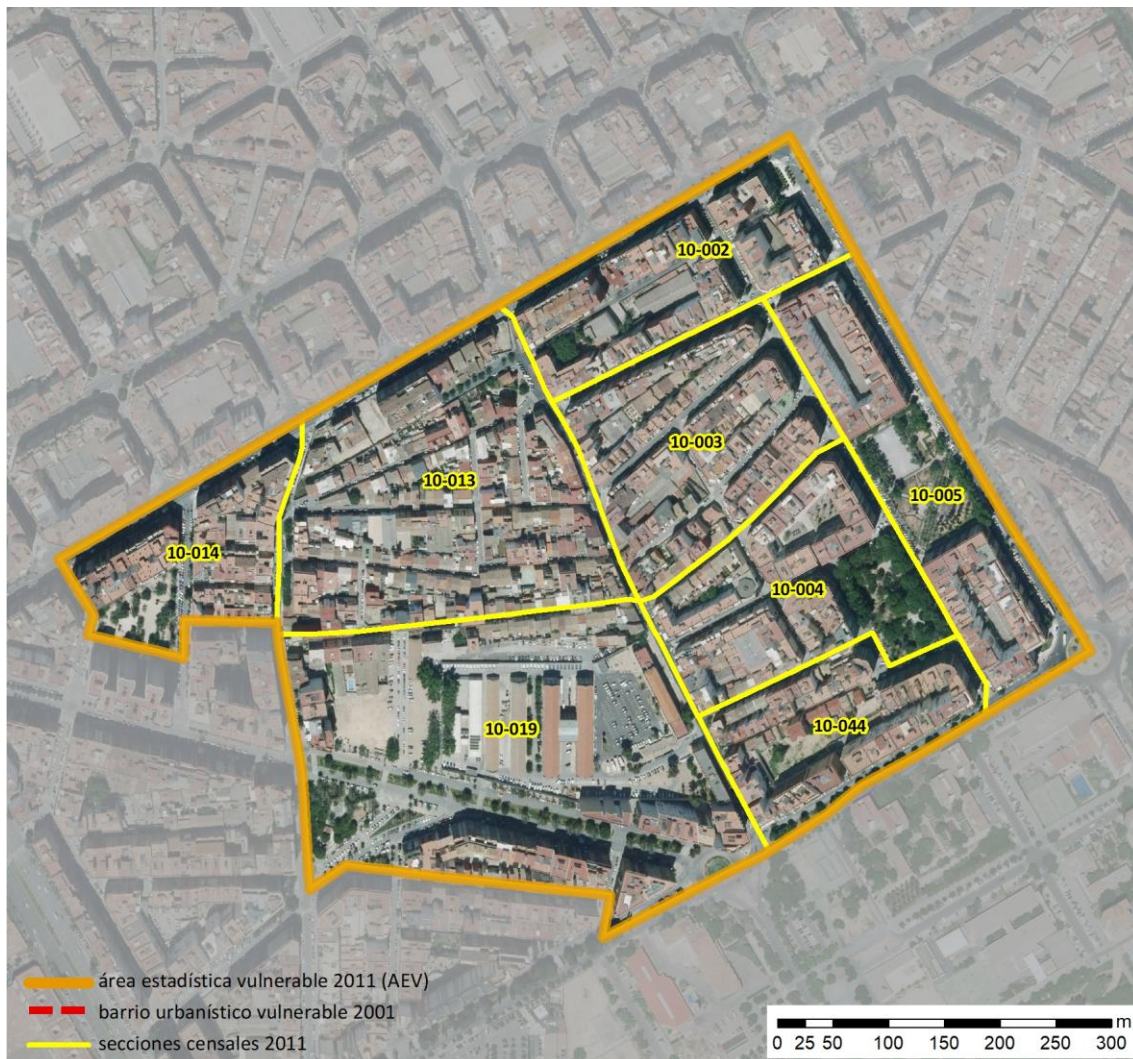 10-002
10-003
10-013
10-005
10-014
10-004
10-019
10-044
área estadística vulnerable 2011 (AEV)
barrio urbanístico vulnerable 2001
secciones censales 2011
m
0 25 50 100 150 200 250 300